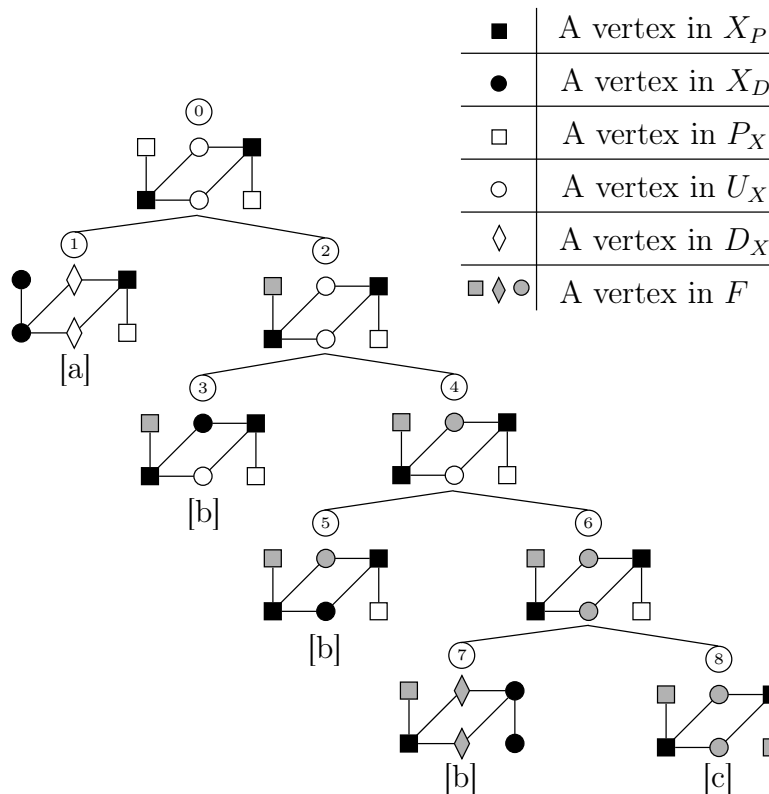 A vertex in $X_P$
A vertex in $X_D$
A vertex in $P_X$
A vertex in $U_X$
A vertex in $D_X$
A vertex in $F$
0
1
2
[a]
3
4
[b]
5
6
[b]
7
8
[b]
[c]